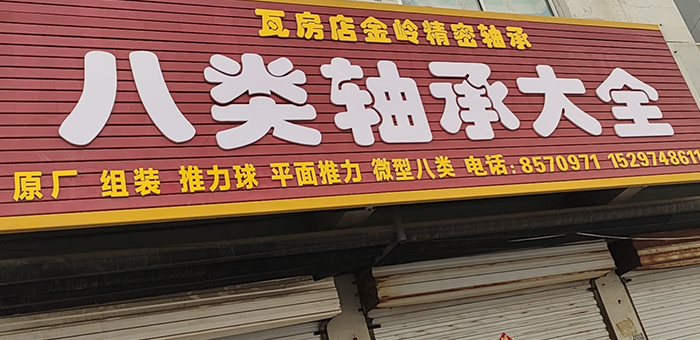 瓦房店金岭精密轴承
八类轴承大全
原厂 组装 推力球 平面推力 微型八类 电话:8570971 1529748611